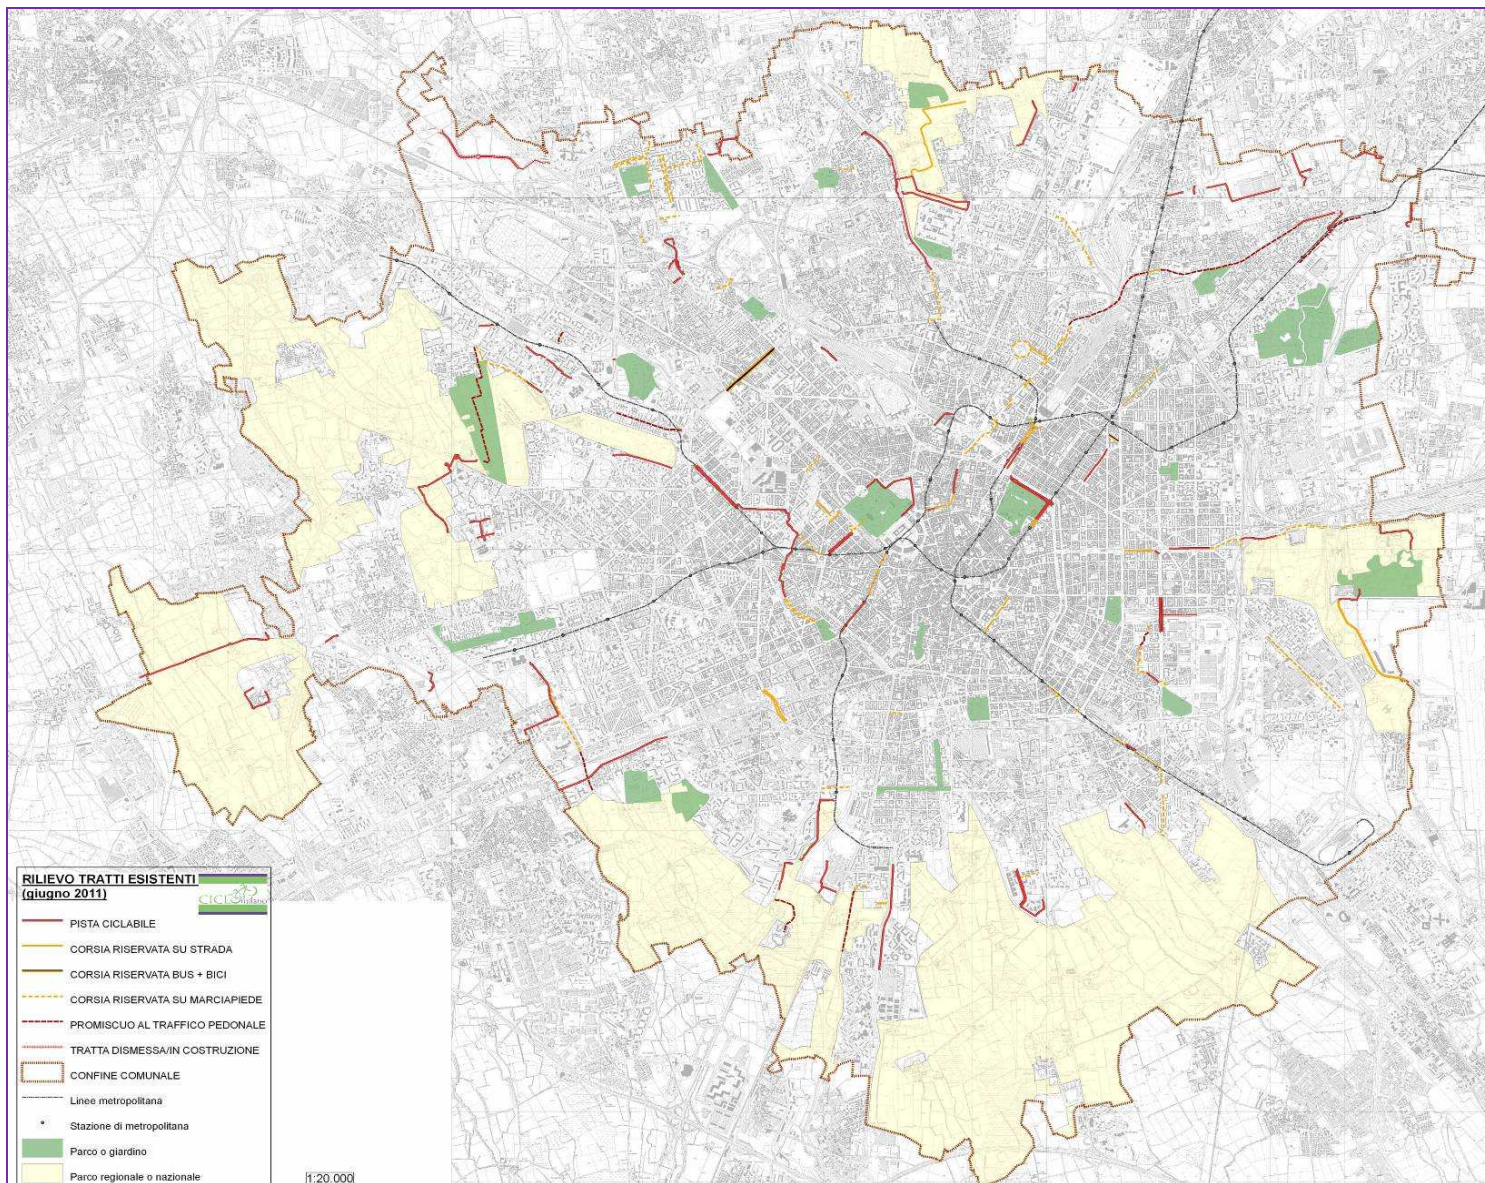 RILIEVO TRATTI ESISTENTI
(giugno 2011)
CICLOmilano
PISTA CICLABILE
CORSIA RISERVATA SU STRADA
CORSIA RISERVATA BUS + BICI
CORSIA RISERVATA SU MARCIAPIEDE
PROMISCUO AL TRAFFICO PEDONALE
TRATTA DISMESSA/IN COSTRUZIONE
CONFINE COMUNALE
Linee metropolitana
Stazione di metropolitana
Parco o giardino
Parco regionale o nazionale
1:20.000